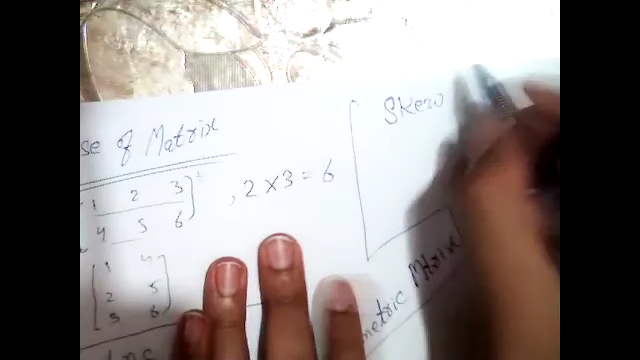 se of Matrix
1 2 3
4 5 6
, 2 × 3 = 6
1 4
2 5
3 6
Skew
metric Mtrix